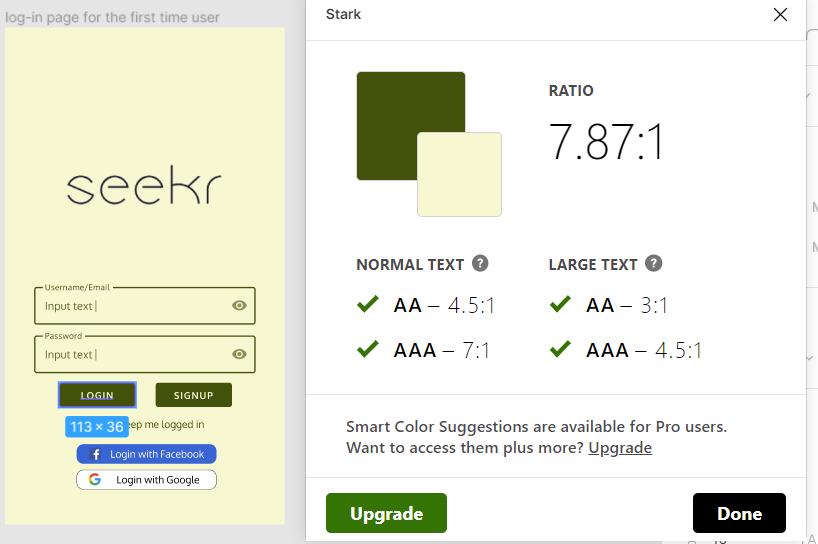 log-in page for the first time user
seekr
Username/Email
Input text
Password
Input text
LOGIN
SIGNUP
113 × 36
eep me logged in
f Login with Facebook
G Login with Google
Stark
RATIO
7.87:1
NORMAL TEXT ?
AA – 4.5:1
AAA – 7:1
LARGE TEXT ?
AA – 3:1
AAA – 4.5:1
Smart Color Suggestions are available for Pro users.
Want to access them plus more? Upgrade
Upgrade
Done